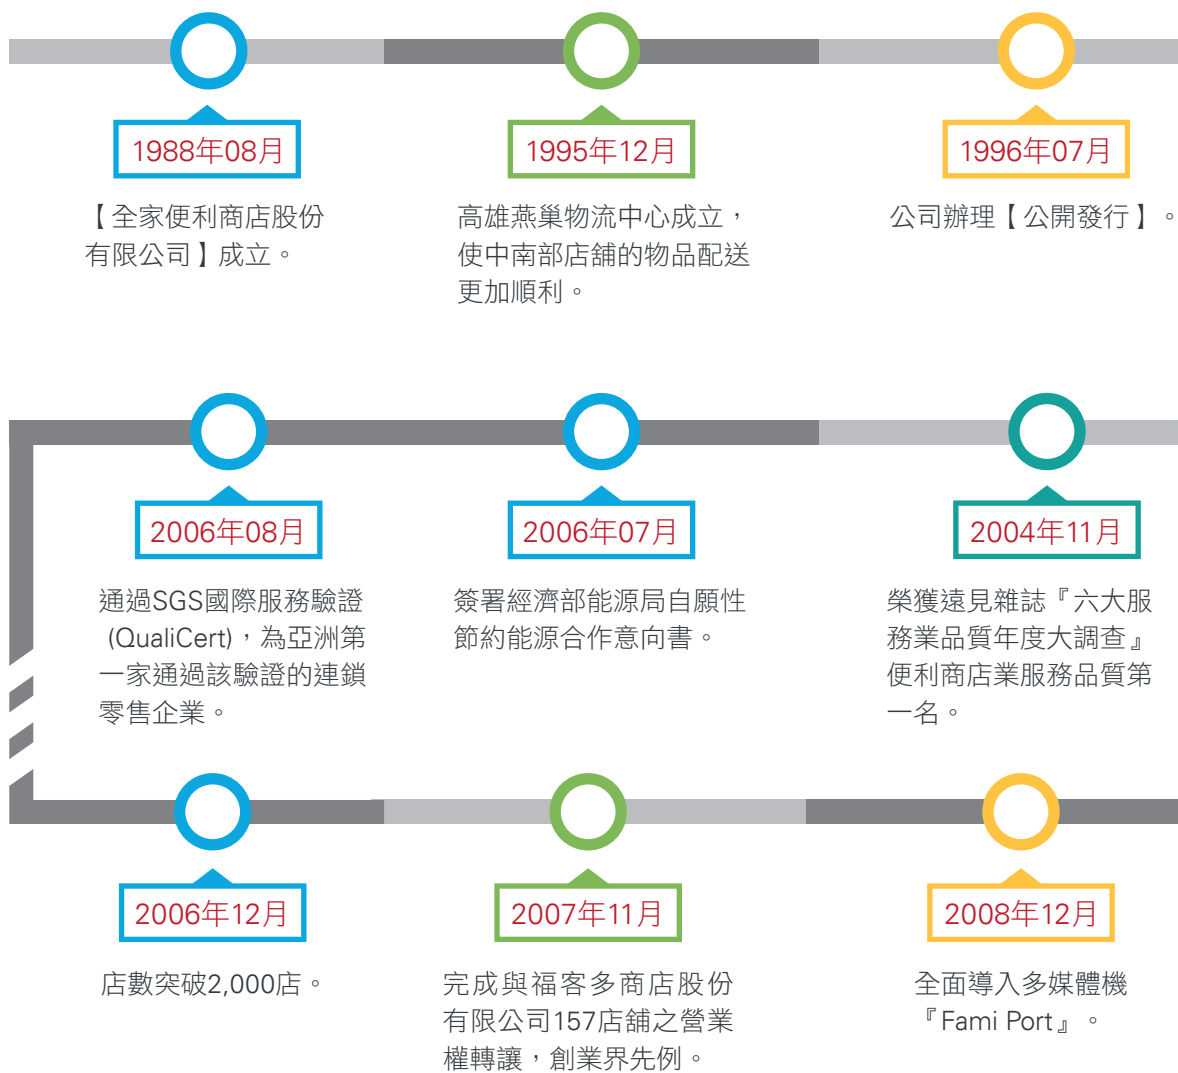 1988年08月
【全家便利商店股份
有限公司】成立。
1995年12月
高雄燕巢物流中心成立，
使中南部店舖的物品配送
更加順利。
1996年07月
公司辦理【公開發行】。
2006年08月
通過SGS國際服務驗證
(QualiCert)，為亞洲第
一家通過該驗證的連鎖
零售企業。
2006年07月
簽署經濟部能源局自願性
節約能源合作意向書。
2004年11月
榮獲遠見雜誌『六大服
務業品質年度大調查』
便利商店業服務品質第
一名。
2006年12月
店數突破2,000店。
2007年11月
完成與福客多商店股份
有限公司157店舖之營業
權轉讓，創業界先例。
2008年12月
全面導入多媒體機
『Fami Port』。